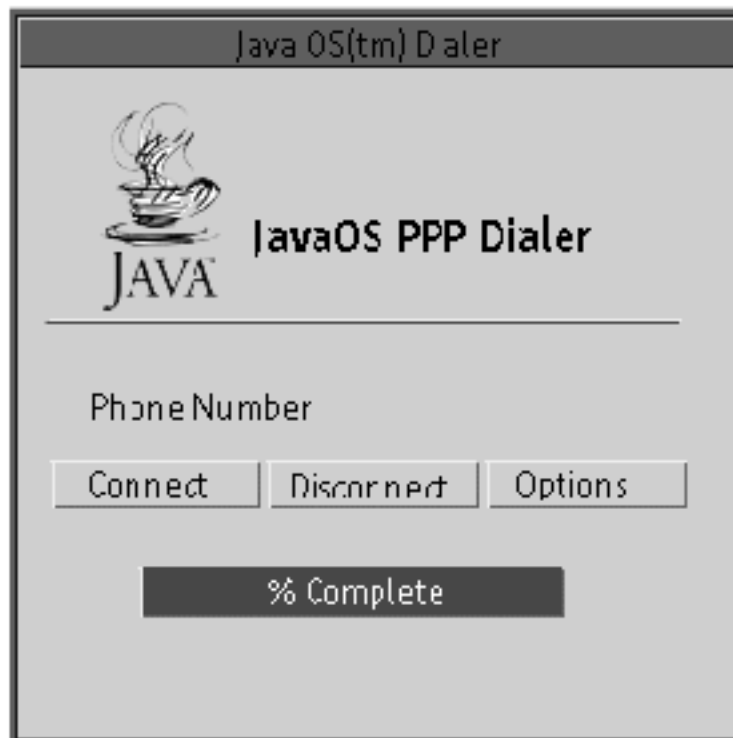 Java OS(tm) Dialer
JAVA
JavaOS PPP Dialer
Phone Number
Connect Disconnect Options
% Complete